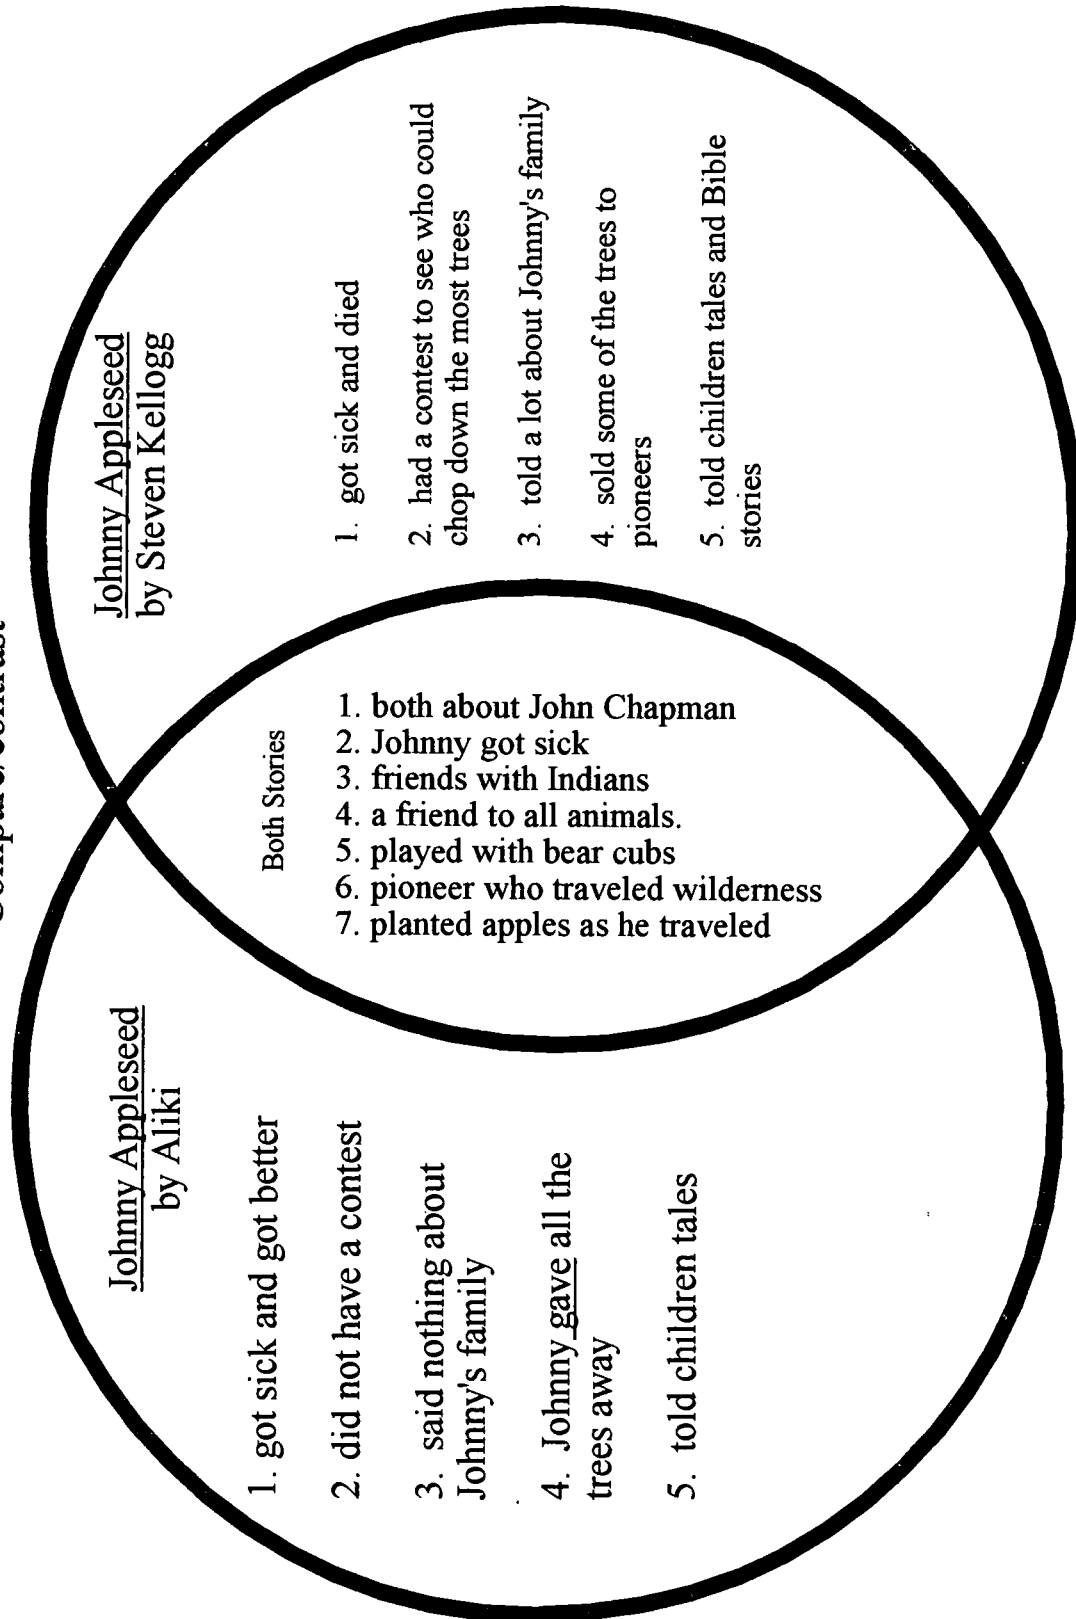 Compare/contrast
Johnny Appleseed
by Aliki
1. got sick and got better
2. did not have a contest
3. said nothing about
Johnny's family
4. Johnny gave all the
trees away
5. told children tales
Both Stories
1. both about John Chapman
2. Johnny got sick
3. friends with Indians
4. a friend to all animals.
5. played with bear cubs
6. pioneer who traveled wilderness
7. planted apples as he traveled
Johnny Appleseed
by Steven Kellogg
1. got sick and died
2. had a contest to see who could
chop down the most trees
3. told a lot about Johnny's family
4. sold some of the trees to
pioneers
5. told children tales and Bible
stories